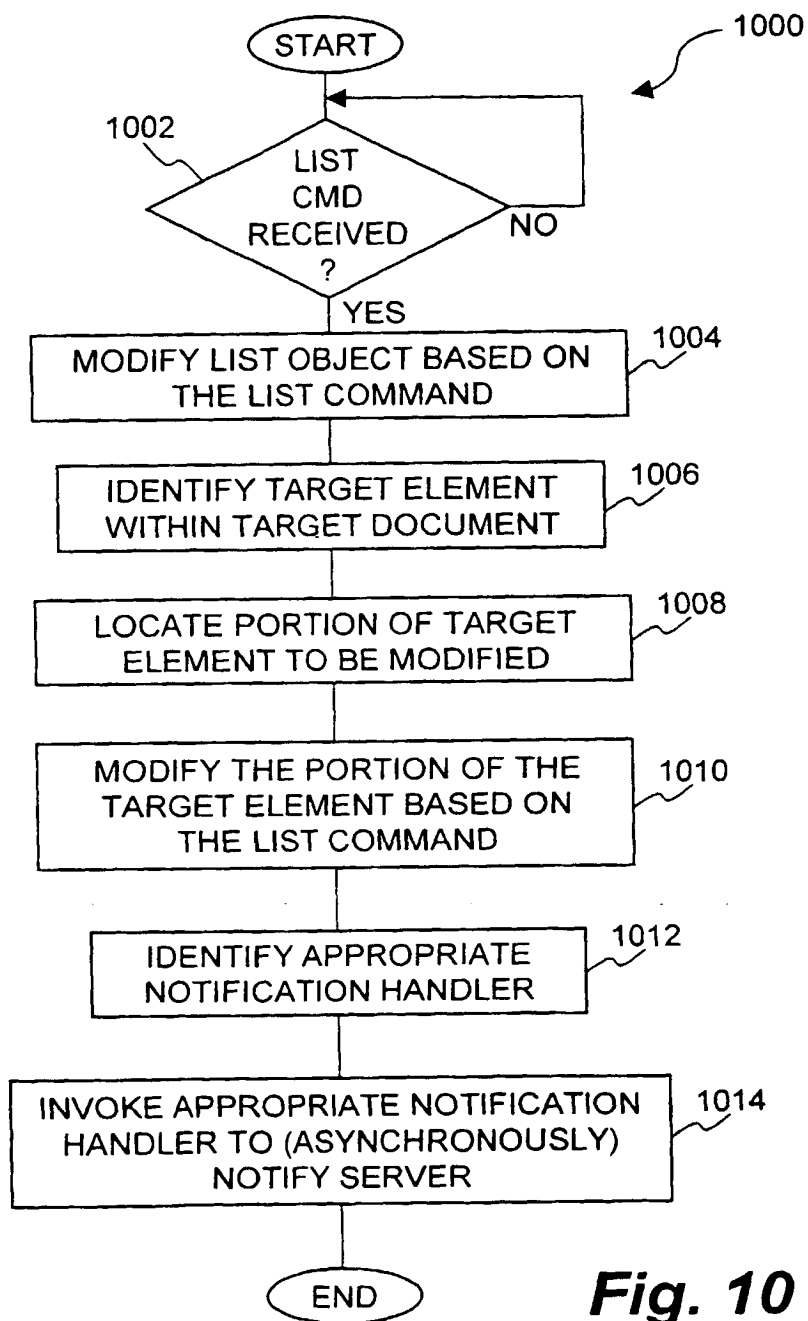 START
1000
1002
LIST
CMD
RECEIVED
?
NO
YES
MODIFY LIST OBJECT BASED ON
THE LIST COMMAND
1004
IDENTIFY TARGET ELEMENT
WITHIN TARGET DOCUMENT
1006
LOCATE PORTION OF TARGET
ELEMENT TO BE MODIFIED
1008
MODIFY THE PORTION OF THE
TARGET ELEMENT BASED ON
THE LIST COMMAND
1010
IDENTIFY APPROPRIATE
NOTIFICATION HANDLER
1012
INVOKE APPROPRIATE NOTIFICATION
HANDLER TO (ASYNCHRONOUSLY)
NOTIFY SERVER
1014
END
Fig. 10